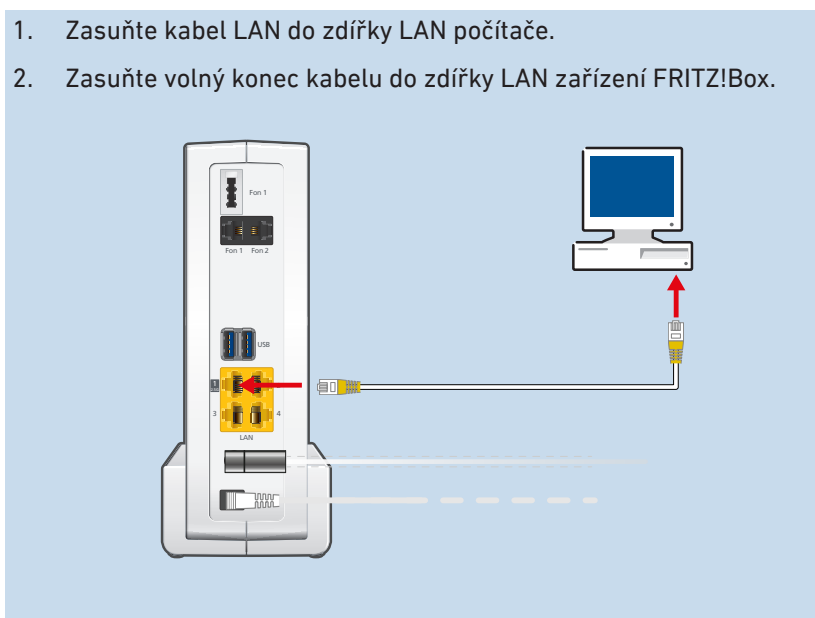 1. Zasuňte kabel LAN do zdířky LAN počítače.
2. Zasuňte volný konec kabelu do zdířky LAN zařízení FRITZ!Box.
Fon 1
Fon 1 Fon 2
USB
3 4
LAN